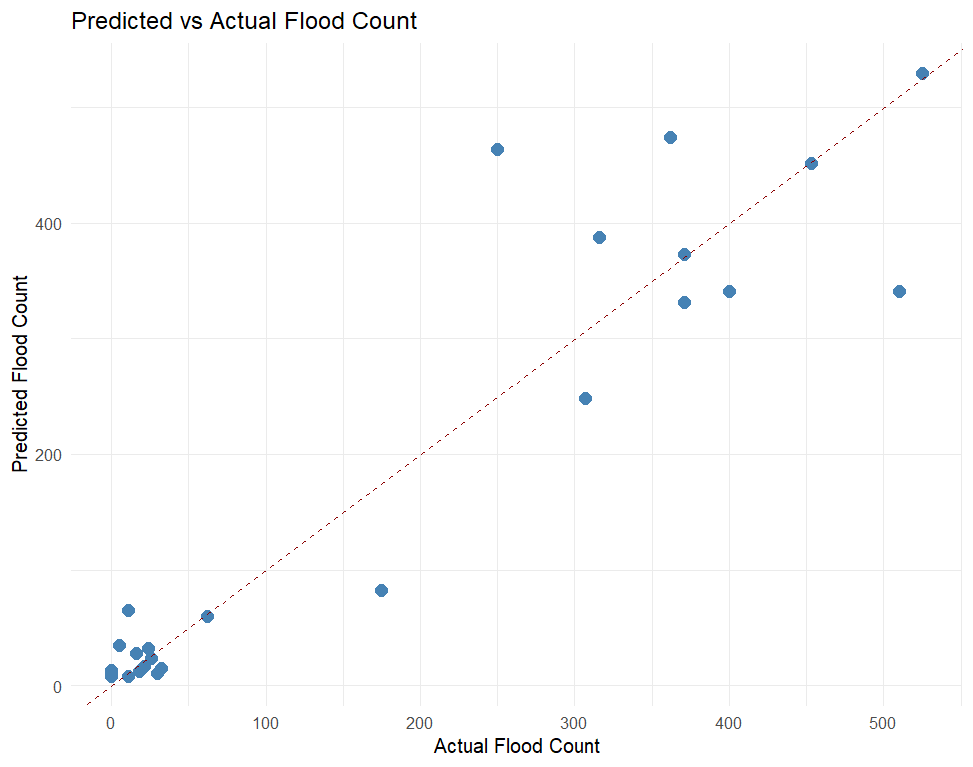 Predicted vs Actual Flood Count
Predicted Flood Count
400
200
0
0 100 200 300 400 500
Actual Flood Count